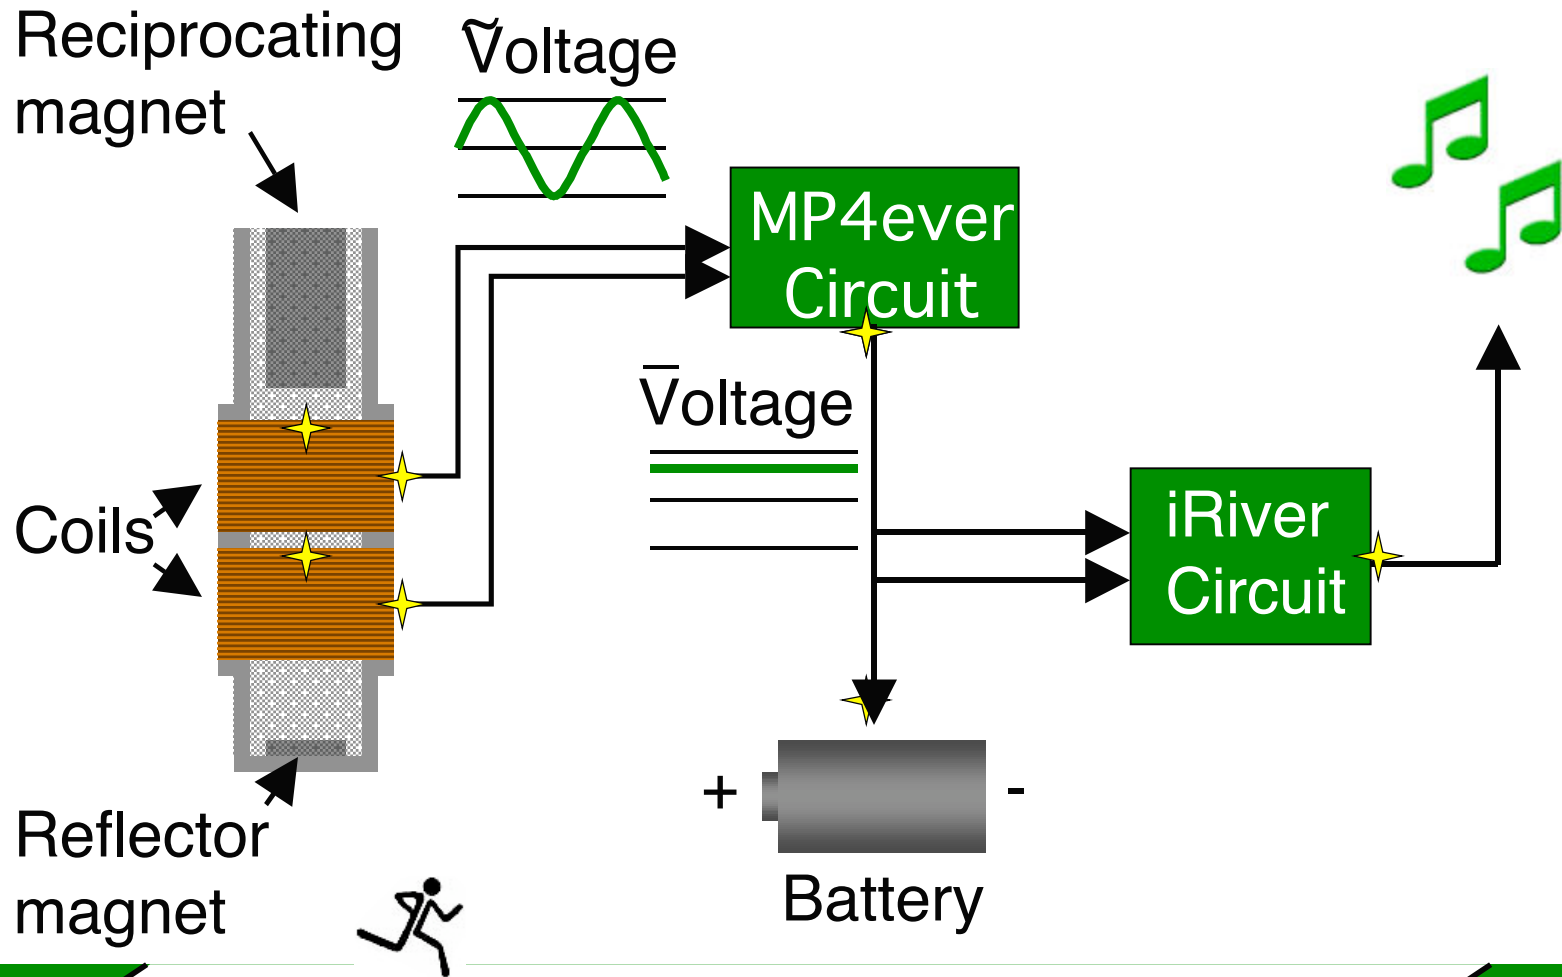 Reciprocating
magnet
Ṽoltage
MP4ever
Circuit
V̄oltage
Coils
iRiver
Circuit
+
-
Reflector
magnet
Battery